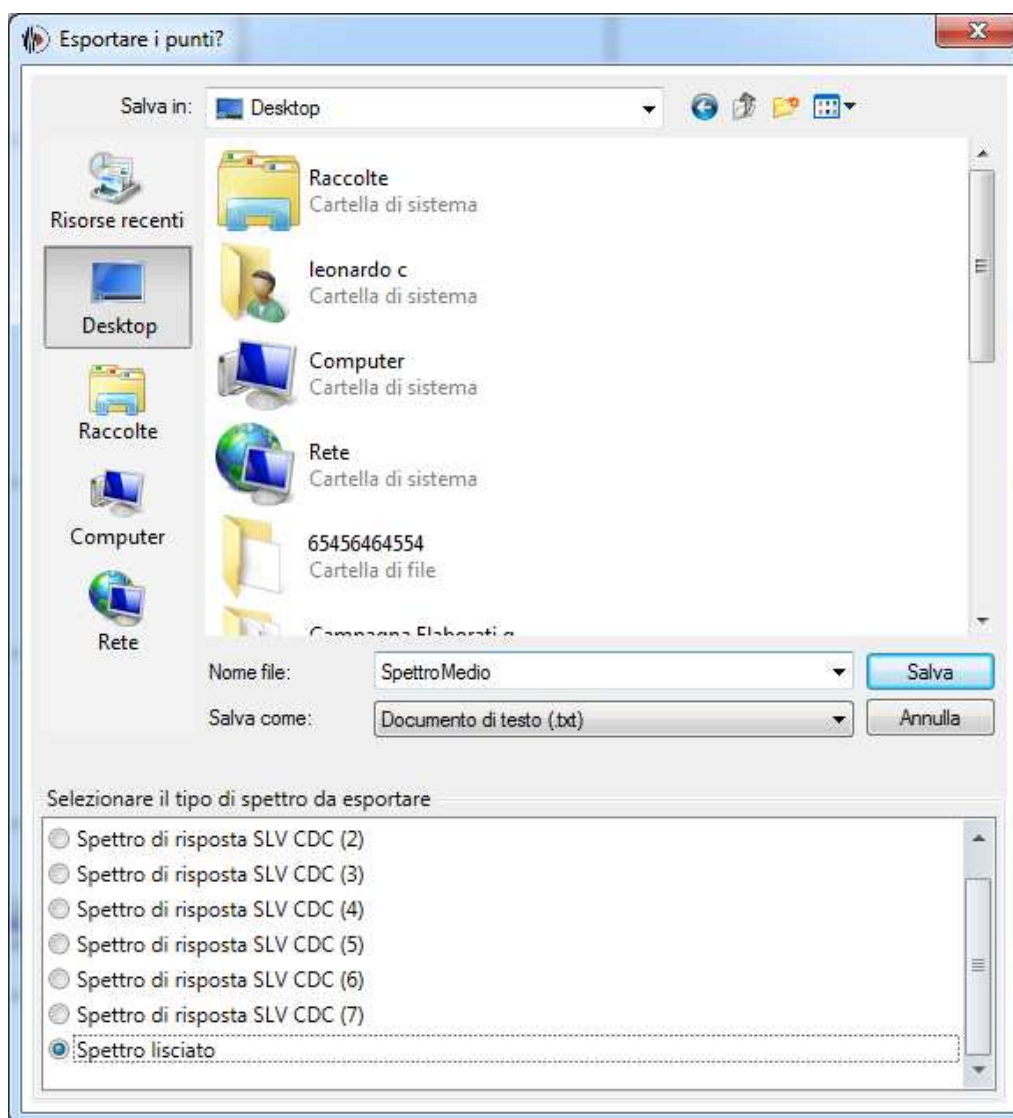 Esportare i punti?
Salva in:
Desktop
Risorse recenti
Desktop
Raccolte
Computer
Rete
Raccolte
Cartella di sistema
leonardo c
Cartella di sistema
Computer
Cartella di sistema
Rete
Cartella di sistema
65456464554
Cartella di file
Campagna Elaborati g
Nome file:
SpettroMedio
Salva
Salva come:
Documento di testo (.txt)
Annulla
Selezionare il tipo di spettro da esportare
Spettro di risposta SLV CDC (2)
Spettro di risposta SLV CDC (3)
Spettro di risposta SLV CDC (4)
Spettro di risposta SLV CDC (5)
Spettro di risposta SLV CDC (6)
Spettro di risposta SLV CDC (7)
Spettro lisciato